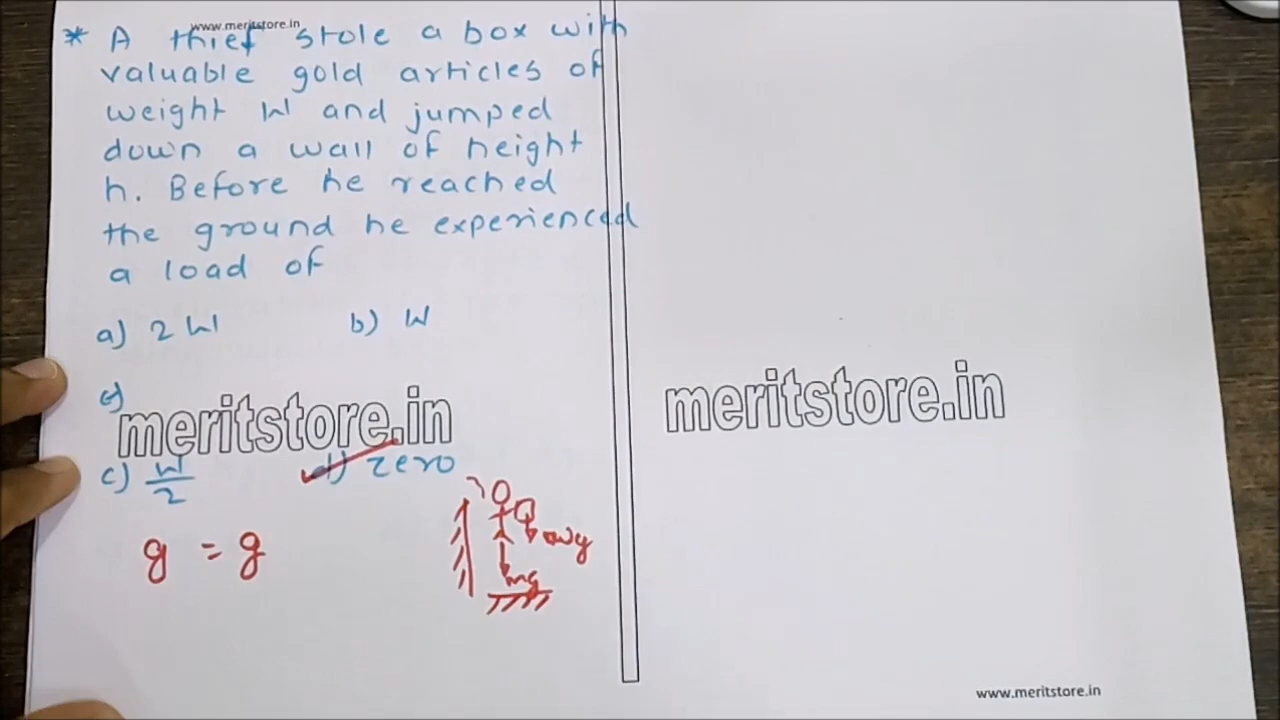 www.meritstore.in
* A thief stole a box with
valuable gold articles of
weight W and jumped
down a wall of height
h. Before he reached
the ground he experienced
a load of
a) 2W b) W
c)
meritstore.in
meritstore.in
c) W/2 d) zero
g = g
wg
mg
www.meritstore.in